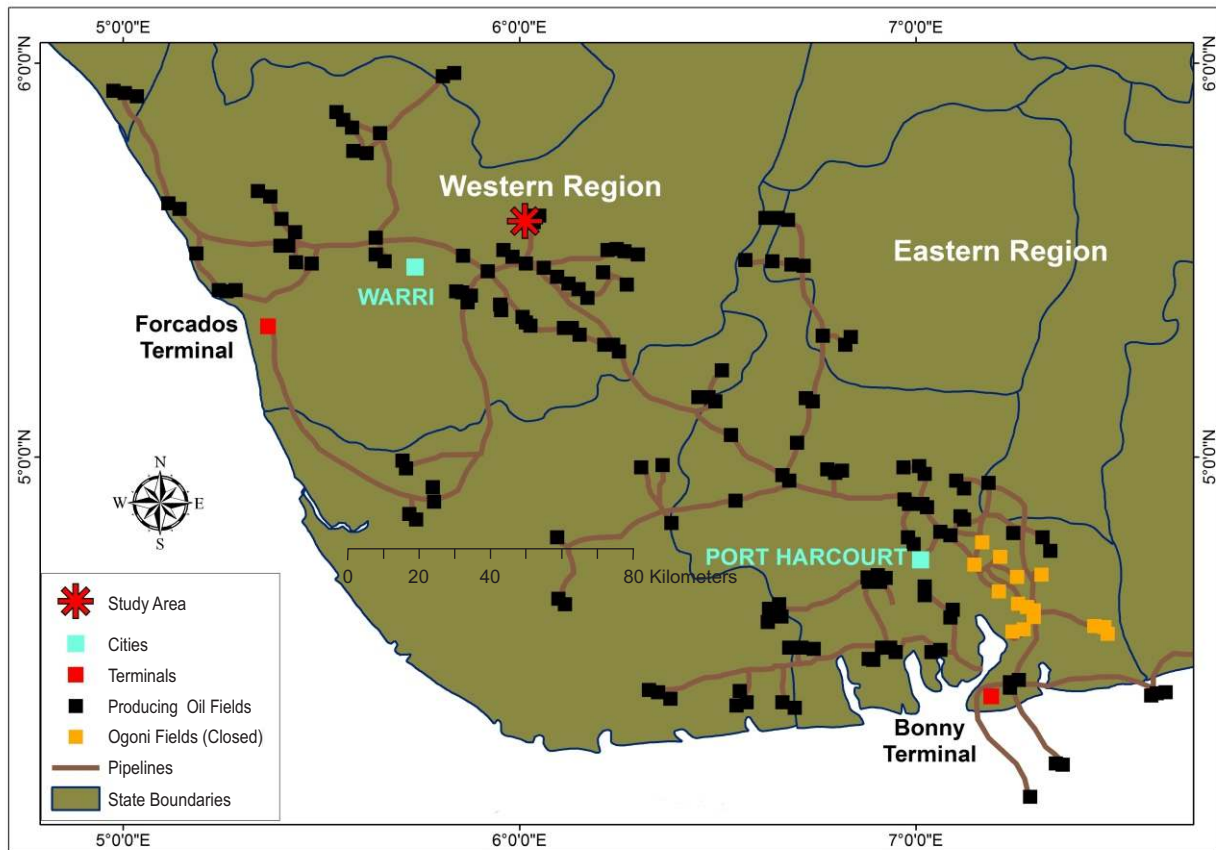 5°0'0"E 6°0'0"E 7°0'0"E
6°0'0"N 6°0'0"N
Western Region
Eastern Region
WARRI
Forcados
Terminal
5°0'0"N 5°0'0"N
N
W E
S
PORT HARCOURT
0 20 40 80 Kilometers
Study Area
Cities
Terminals
Producing Oil Fields
Ogoni Fields (Closed)
Pipelines
State Boundaries
Bonny
Terminal
5°0'0"E 6°0'0"E 7°0'0"E